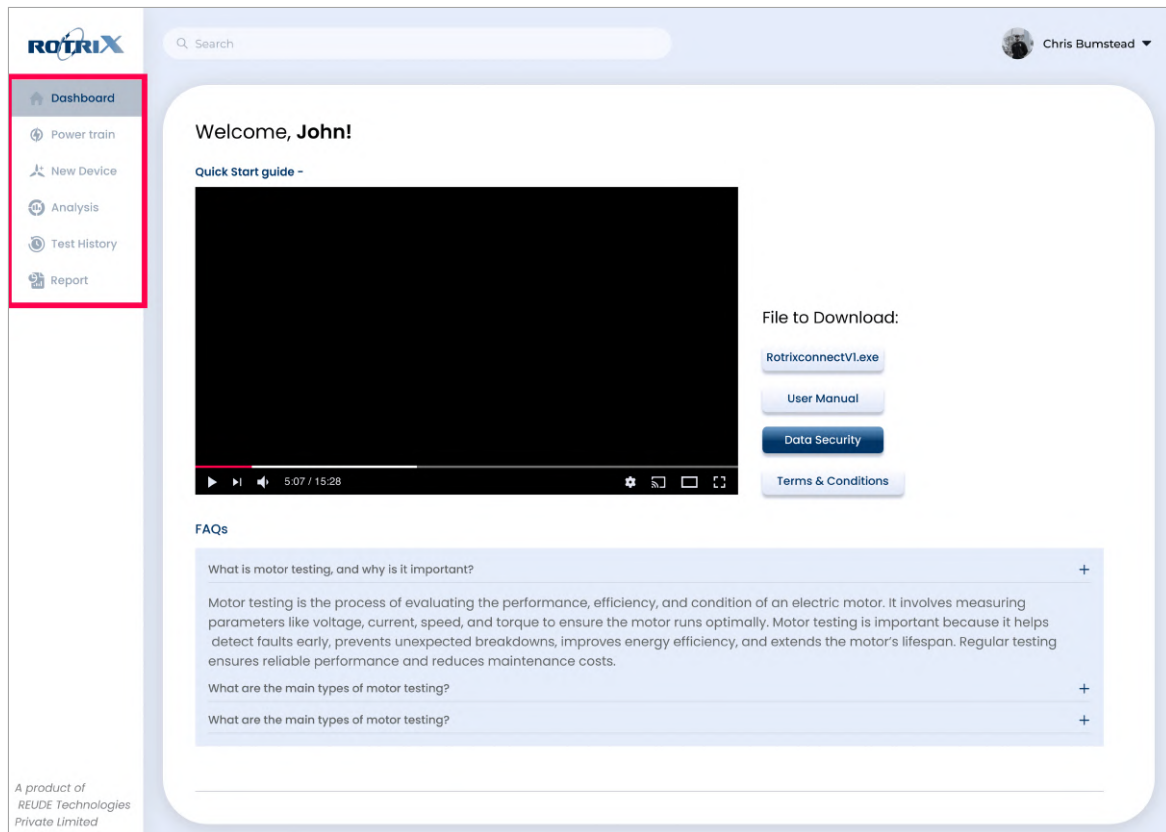 ROTRIX
Search
Chris Bumstead
Dashboard
Power train
New Device
Analysis
Test History
Report
Welcome, John!
Quick Start guide -
5:07 / 15:28
File to Download:
RotrixconnectV1.exe
User Manual
Data Security
Terms & Conditions
FAQs
What is motor testing, and why is it important?
Motor testing is the process of evaluating the performance, efficiency, and condition of an electric motor. It involves measuring
parameters like voltage, current, speed, and torque to ensure the motor runs optimally. Motor testing is important because it helps
detect faults early, prevents unexpected breakdowns, improves energy efficiency, and extends the motor's lifespan. Regular testing
ensures reliable performance and reduces maintenance costs.
What are the main types of motor testing?
What are the main types of motor testing?
A product of
REUDE Technologies
Private Limited